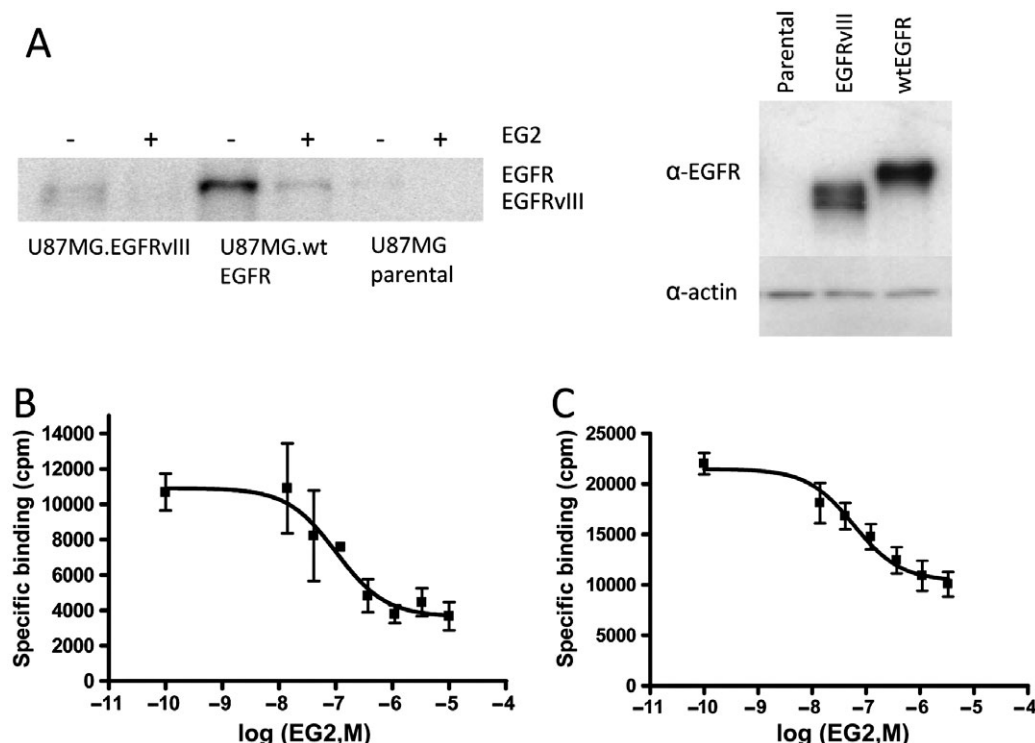 A
- + - + - + EG2
EGFR
EGFRvIII
U87MG.EGFRvIII U87MG.wt U87MG
EGFR parental
Parental
EGFRvIII
wtEGFR
α-EGFR
α-actin
B
Specific binding (cpm)
14000
12000
10000
8000
6000
4000
2000
0
−11 −10 −9 −8 −7 −6 −5 −4
log (EG2,M)
C
Specific binding (cpm)
25000
20000
15000
10000
5000
0
−11 −10 −9 −8 −7 −6 −5 −4
log (EG2,M)